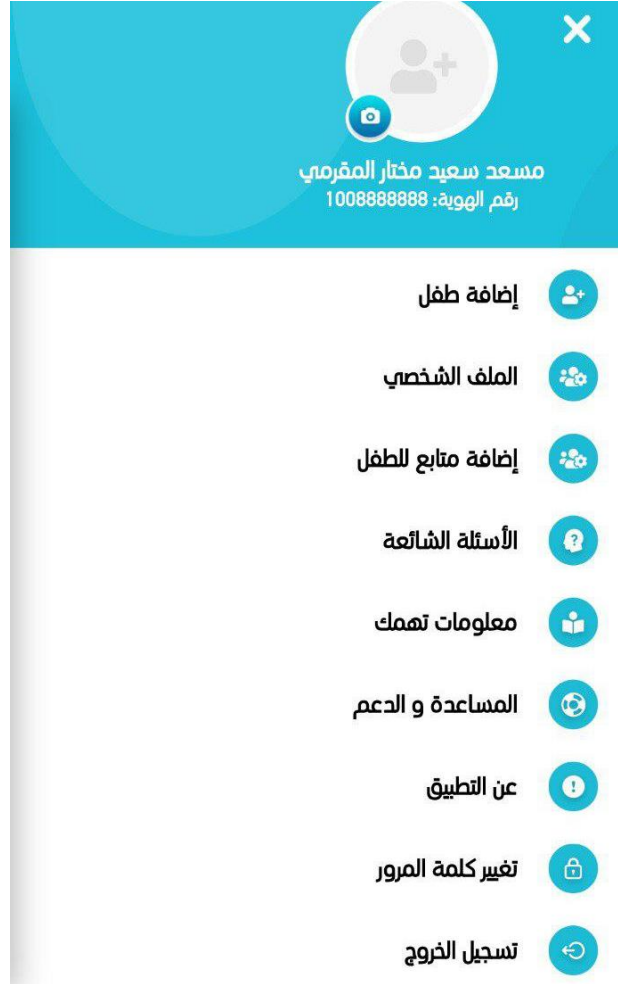 مسعد سعيد مختار المقرمي
رقم الهوية: 1008888888
إضافة طفل
الملف الشخصي
إضافة متابع للطفل
الأسئلة الشائعة
معلومات تهمك
المساعدة و الدعم
عن التطبيق
تغيير كلمة المرور
تسجيل الخروج